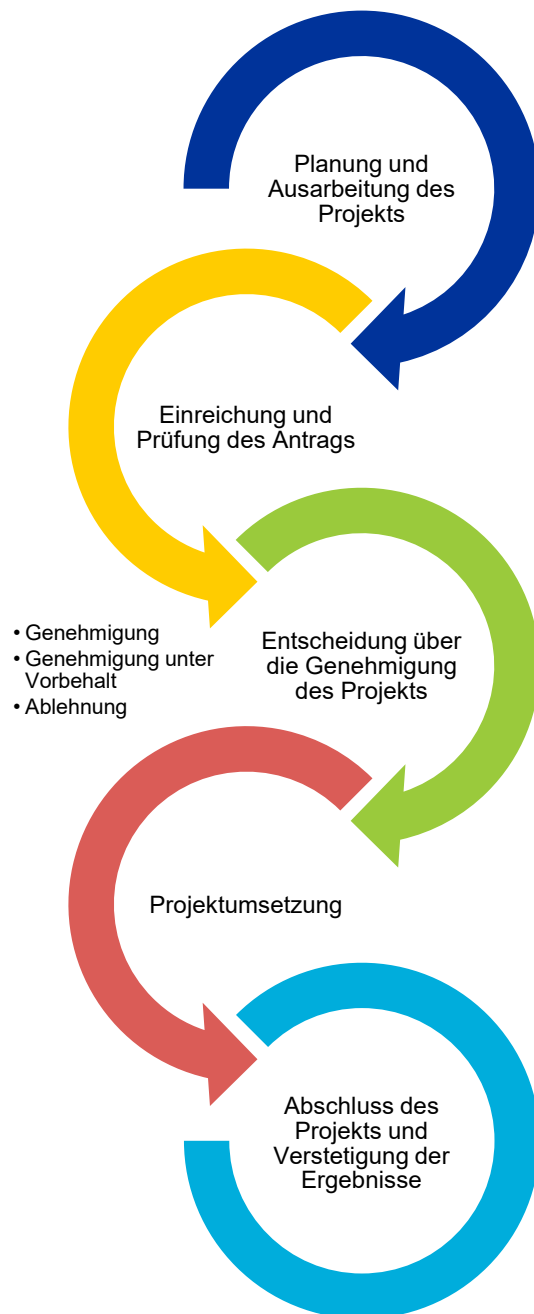 Planung und
Ausarbeitung des
Projekts
Einreichung und
Prüfung des Antrags
• Genehmigung
• Genehmigung unter
Vorbehalt
• Ablehnung
Entscheidung über
die Genehmigung
des Projekts
Projektumsetzung
Abschluss des
Projekts und
Verstetigung der
Ergebnisse